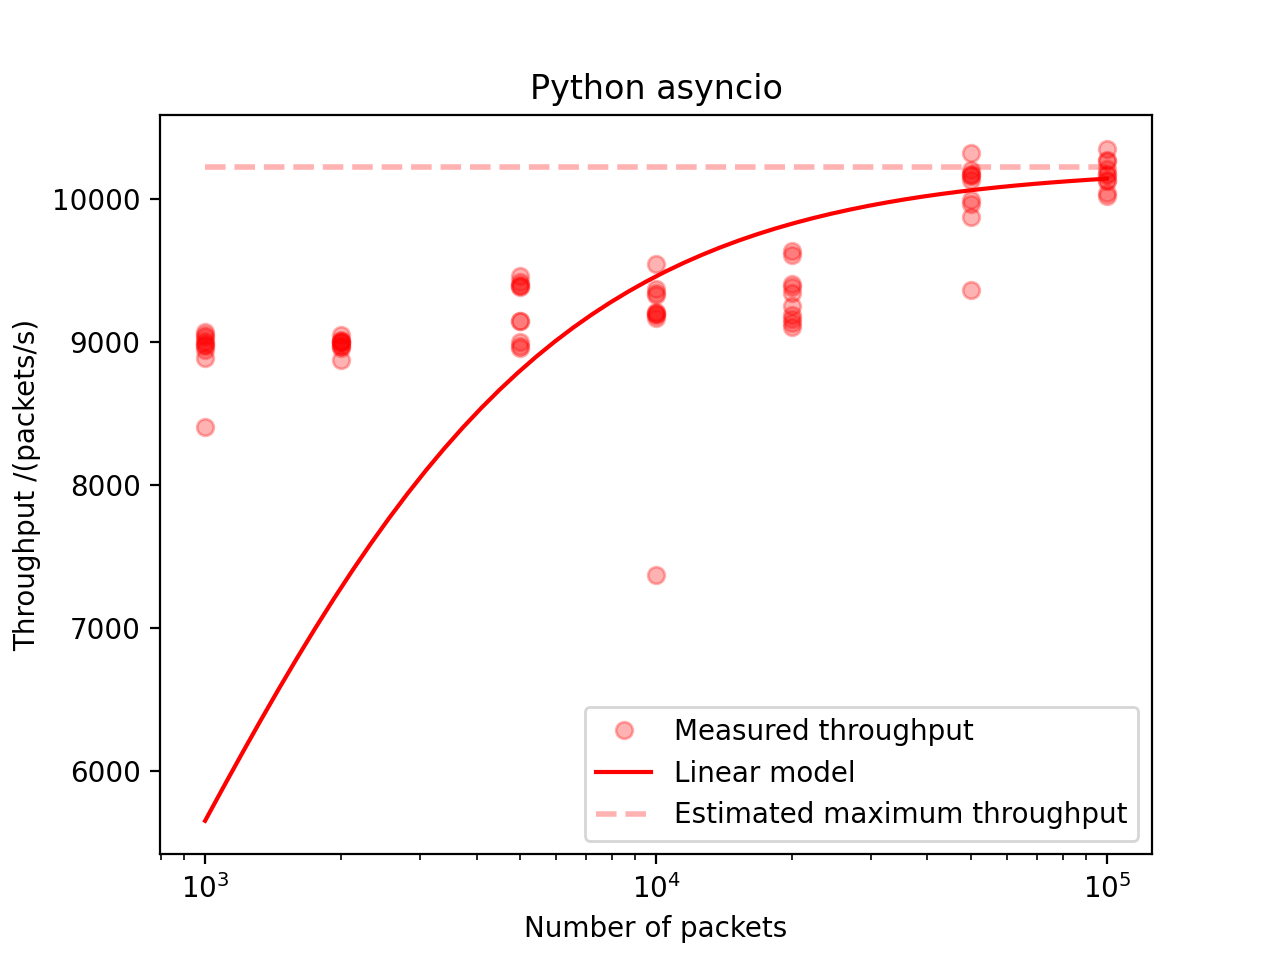 Python asyncio
Throughput /(packets/s)
10000
9000
8000
7000
6000
Measured throughput
Linear model
Estimated maximum throughput
10³
10⁴
10⁵
Number of packets